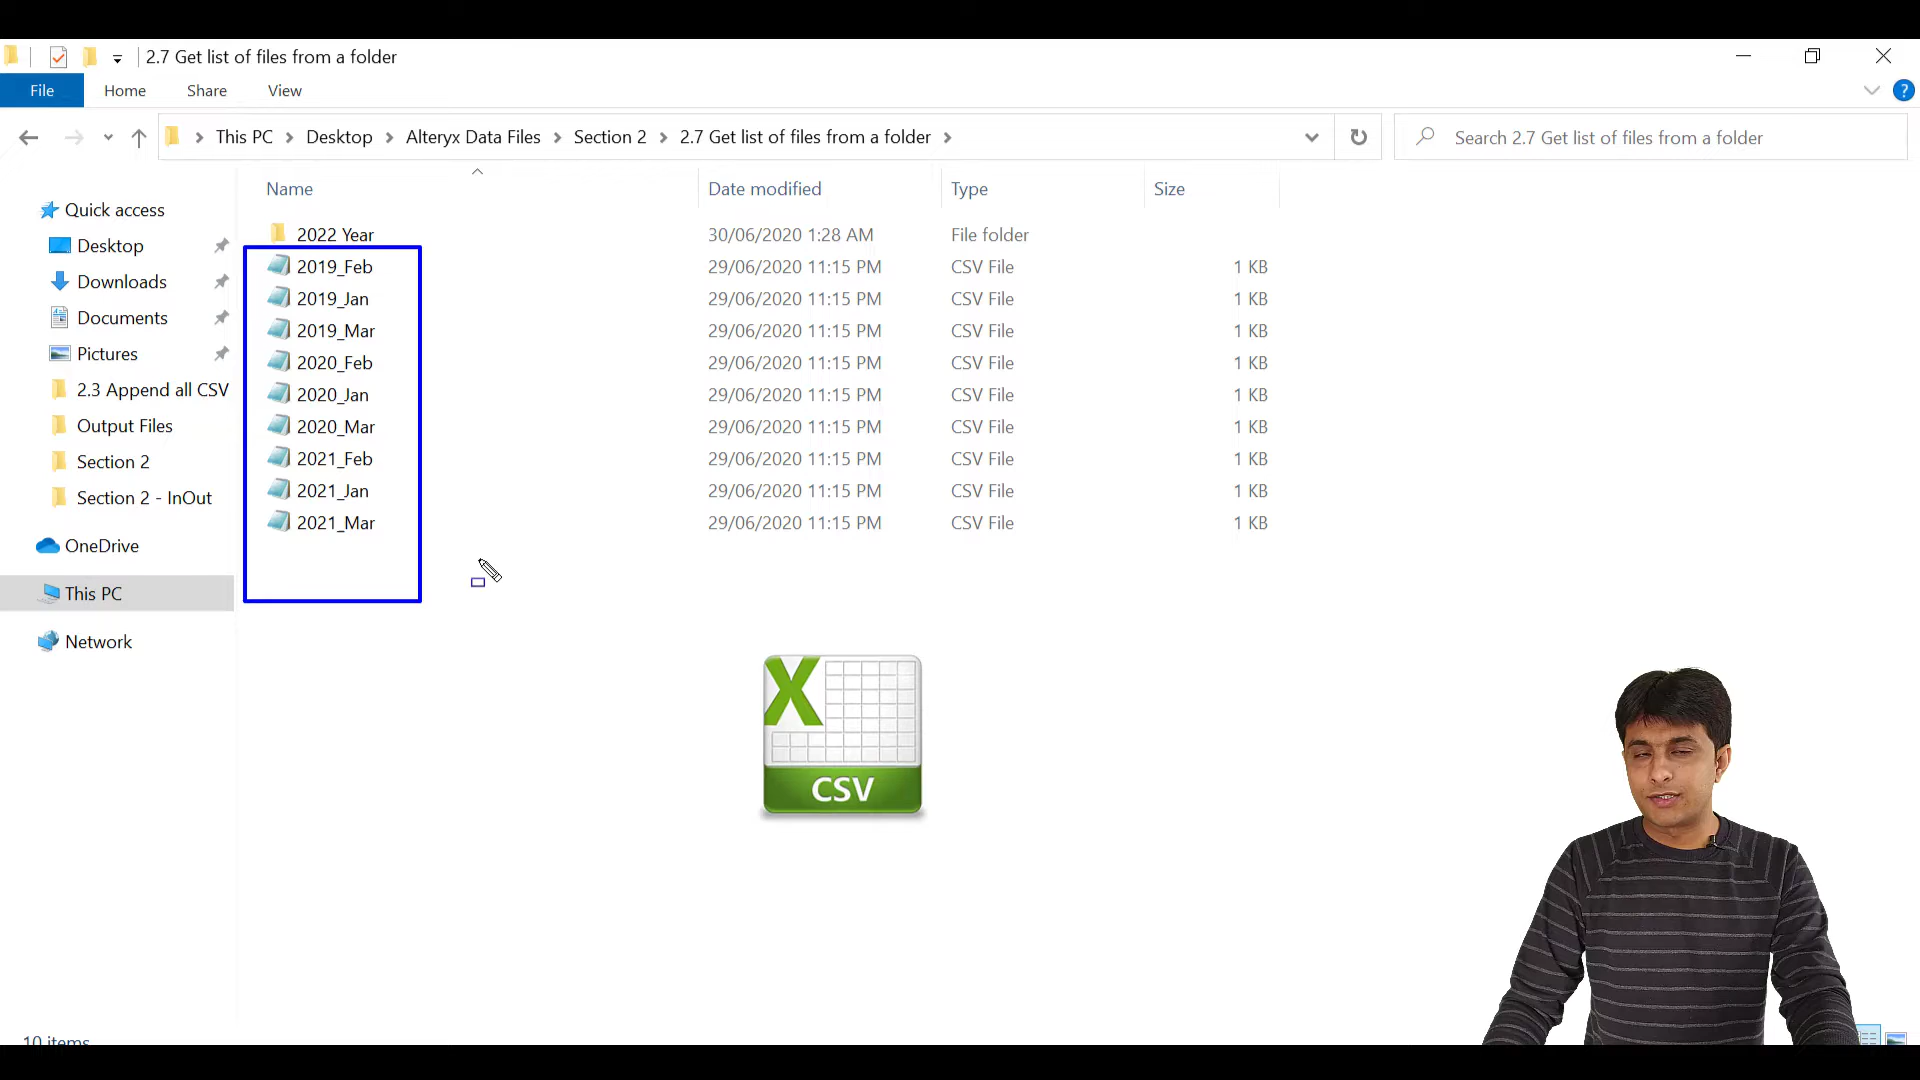 2.7 Get list of files from a folder
File Home Share View ?
This PC Desktop Alteryx Data Files Section 2 2.7 Get list of files from a folder Search 2.7 Get list of files from a folder
Name Date modified Type Size
Quick access
Desktop
Downloads
Documents
Pictures
2.3 Append all CSV
Output Files
Section 2
Section 2 - InOut
OneDrive
This PC
Network
2022 Year 30/06/2020 1:28 AM File folder
2019_Feb 29/06/2020 11:15 PM CSV File 1 KB
2019_Jan 29/06/2020 11:15 PM CSV File 1 KB
2019_Mar 29/06/2020 11:15 PM CSV File 1 KB
2020_Feb 29/06/2020 11:15 PM CSV File 1 KB
2020_Jan 29/06/2020 11:15 PM CSV File 1 KB
2020_Mar 29/06/2020 11:15 PM CSV File 1 KB
2021_Feb 29/06/2020 11:15 PM CSV File 1 KB
2021_Jan 29/06/2020 11:15 PM CSV File 1 KB
2021_Mar 29/06/2020 11:15 PM CSV File 1 KB
X
CSV
10 items